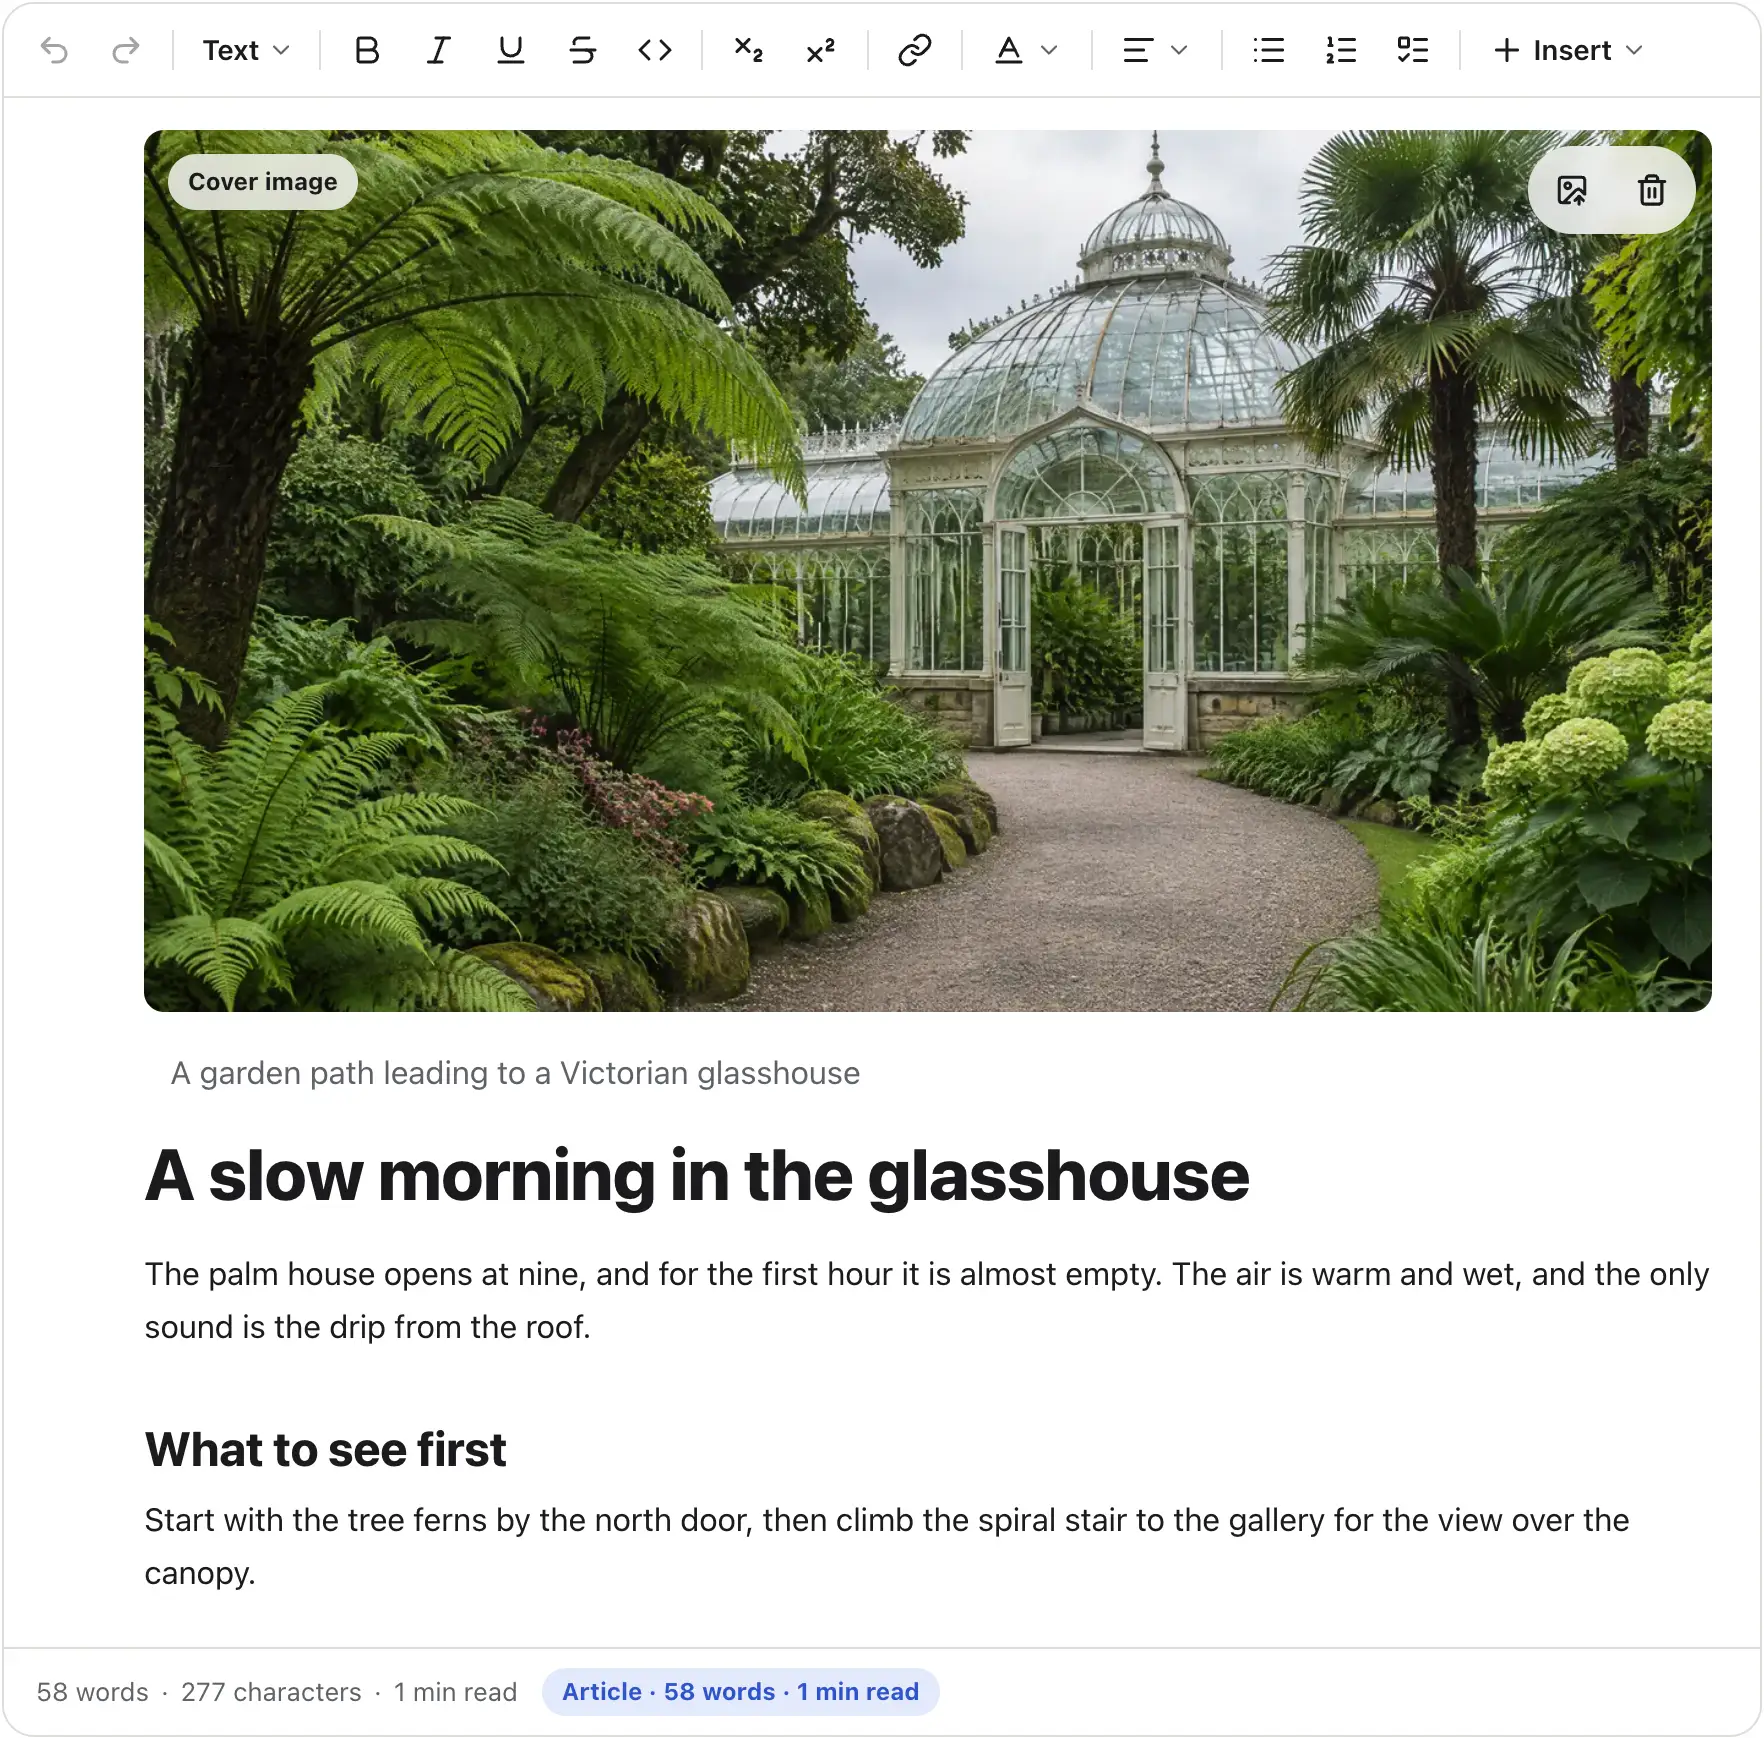 Text
Insert
Cover image
A garden path leading to a Victorian glasshouse
A slow morning in the glasshouse
The palm house opens at nine, and for the first hour it is almost empty. The air is warm and wet, and the only
sound is the drip from the roof.
What to see first
Start with the tree ferns by the north door, then climb the spiral stair to the gallery for the view over the
canopy.
58 words · 277 characters · 1 min read
Article · 58 words · 1 min read